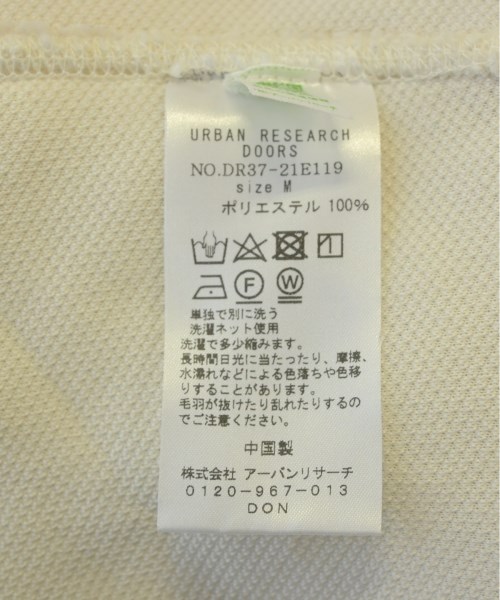 URBAN RESEARCH
DOORS
NO.DR37-21E119
size M
ポリエステル 100%
F
W
単独で別に洗う
洗濯ネット使用
洗濯で多少縮みます。
長時間日光に当たったり、摩擦、
水濡れなどによる色落ちや色移
りすることがあります。
毛羽が抜けたり乱れたりするの
でご注意ください。
中国製
株式会社 アーバンリサーチ
0120-967-013
DON